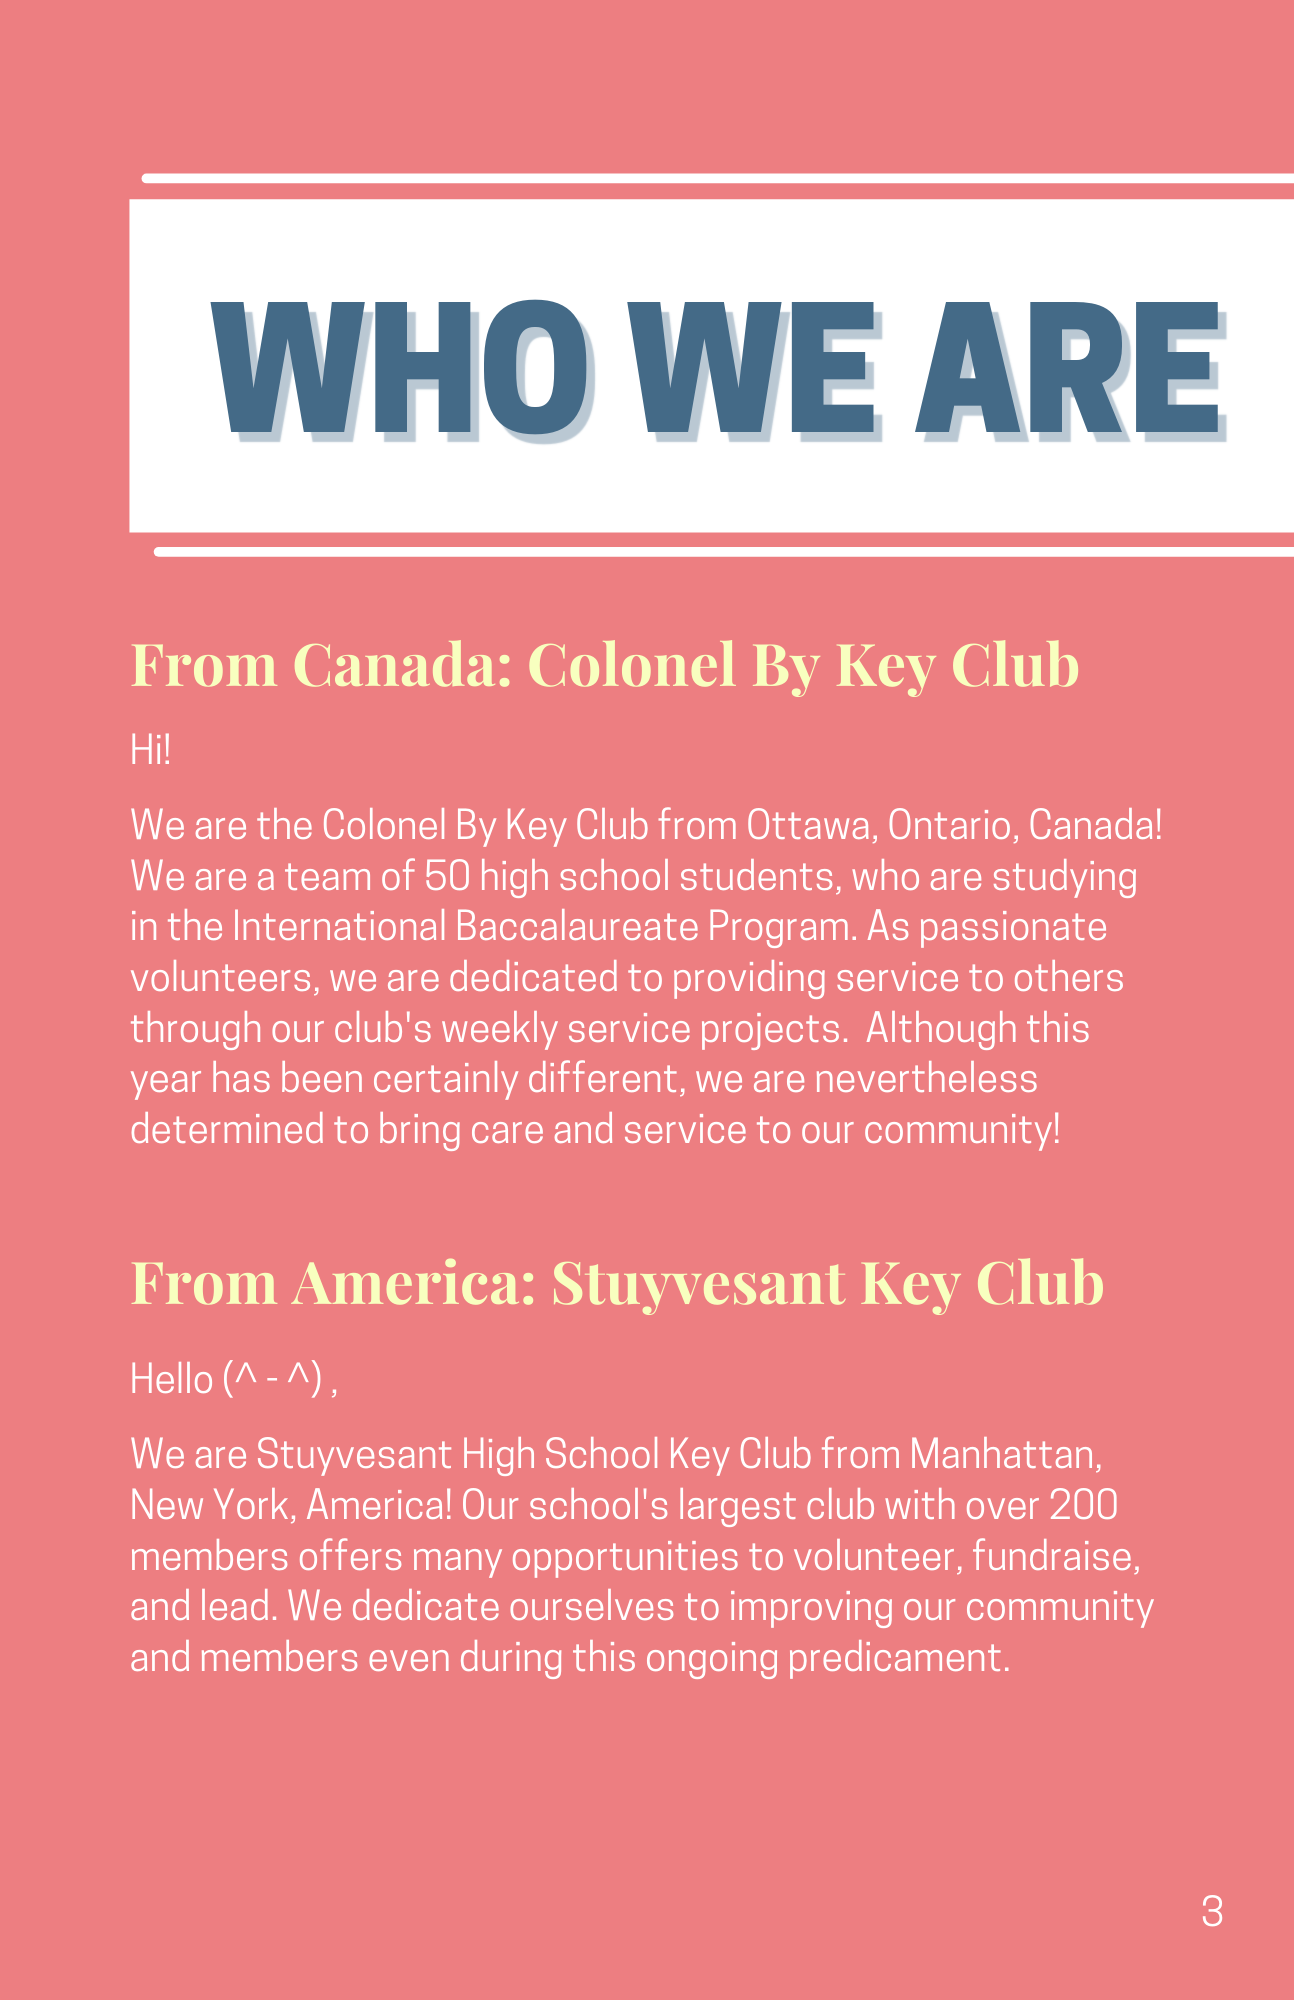 WHO WE ARE
From Canada: Colonel By Key Club
Hi!
We are the Colonel By Key Club from Ottawa, Ontario, Canada!
We are a team of 50 high school students, who are studying
in the International Baccalaureate Program. As passionate
volunteers, we are dedicated to providing service to others
through our club's weekly service projects.  Although this
year has been certainly different, we are nevertheless
determined to bring care and service to our community!
From America: Stuyvesant Key Club
Hello (^ - ^) ,
We are Stuyvesant High School Key Club from Manhattan,
New York, America! Our school's largest club with over 200
members offers many opportunities to volunteer, fundraise,
and lead. We dedicate ourselves to improving our community
and members even during this ongoing predicament.
3